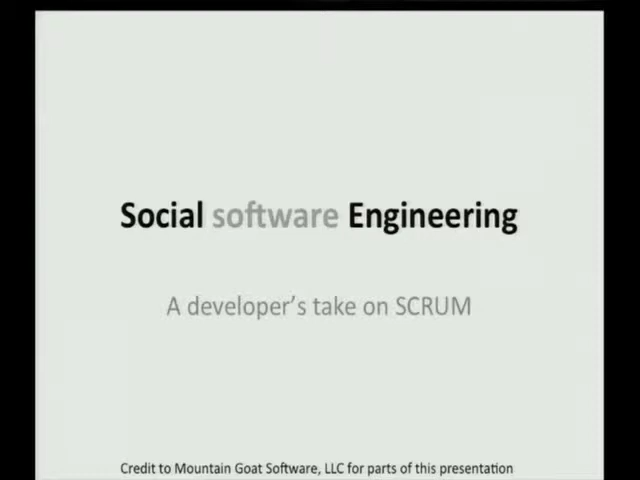 Social software Engineering
A developer's take on SCRUM
Credit to Mountain Goat Software, LLC for parts of this presentation